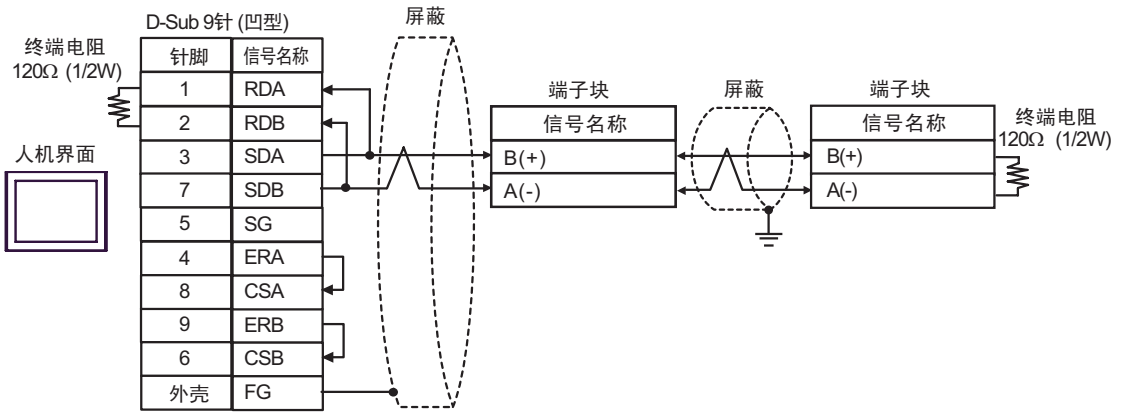 D-Sub 9针 (凹型)
屏蔽
终端电阻
120Ω (1/2W)
针脚 信号名称
1 RDA
2 RDB
3 SDA
7 SDB
5 SG
4 ERA
8 CSA
9 ERB
6 CSB
外壳 FG
人机界面
端子块
信号名称
B(+)
A(-)
屏蔽
端子块
信号名称
B(+)
A(-)
终端电阻
120Ω (1/2W)